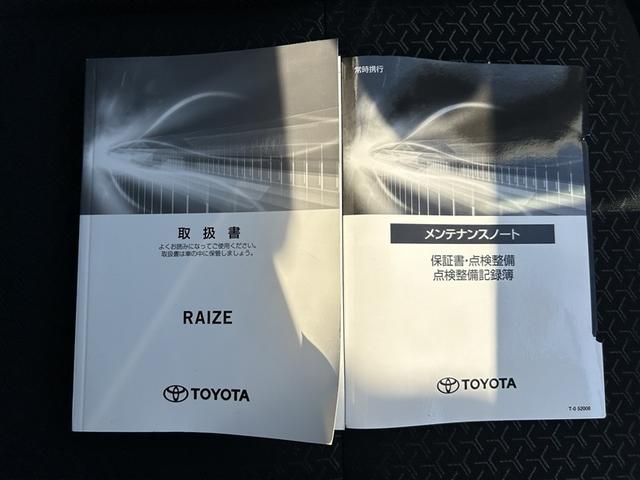 取扱書
よくお読みになってご使用ください。
取扱書は車の中に保管しましょう。
RAIZE
TOYOTA
常時携行
メンテナンスノート
保証書・点検整備
点検整備記録簿
TOYOTA
T-0 52008